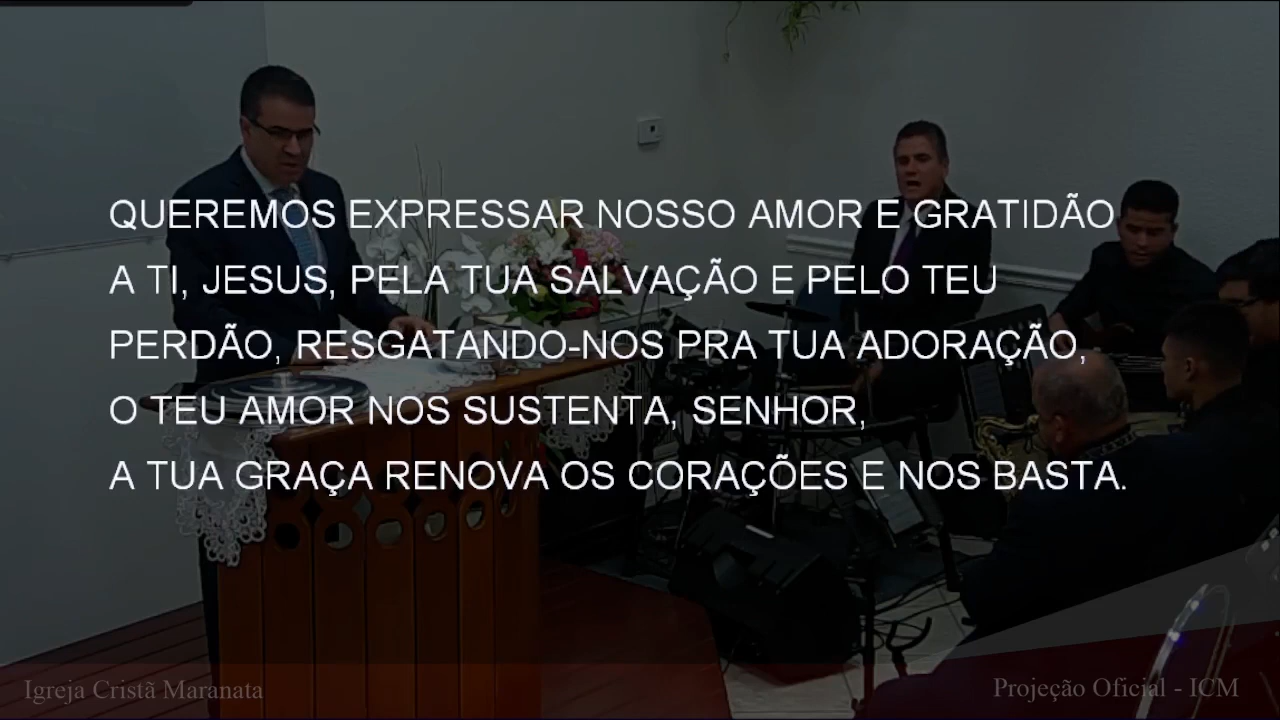 QUEREMOS EXPRESSAR NOSSO AMOR E GRATIDÃO
A TI, JESUS, PELA TUA SALVAÇÃO E PELO TEU
PERDÃO, RESGATANDO-NOS PRA TUA ADORAÇÃO,
O TEU AMOR NOS SUSTENTA, SENHOR,
A TUA GRAÇA RENOVA OS CORAÇÕES E NOS BASTA.
Igreja Cristã Maranata
Projeção Oficial - ICM